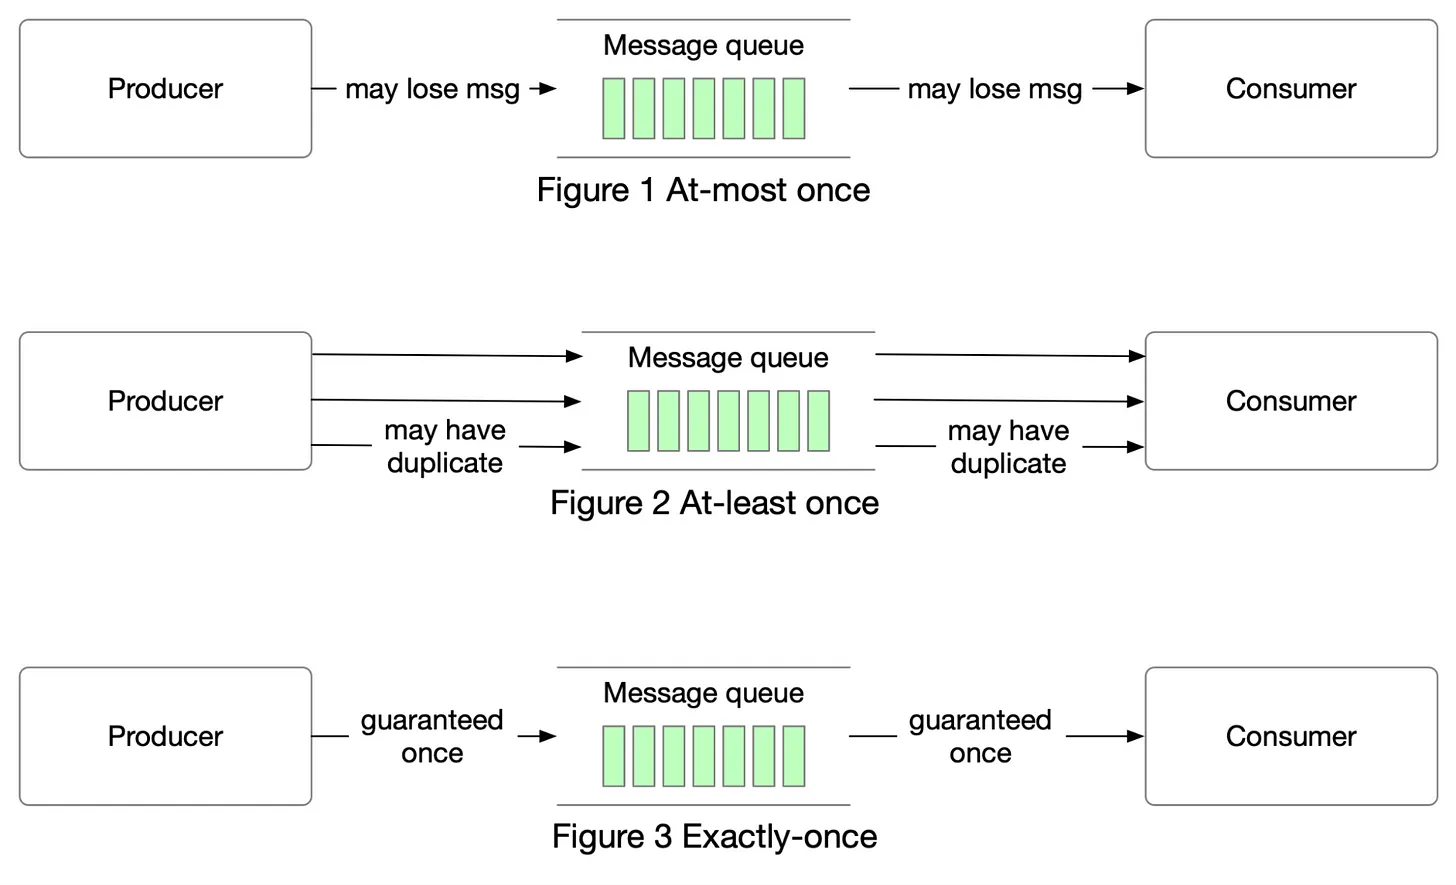 Producer
may lose msg
Message queue
may lose msg
Consumer
Figure 1 At-most once
Producer
may have
duplicate
Message queue
may have
duplicate
Consumer
Figure 2 At-least once
Producer
guaranteed
once
Message queue
guaranteed
once
Consumer
Figure 3 Exactly-once